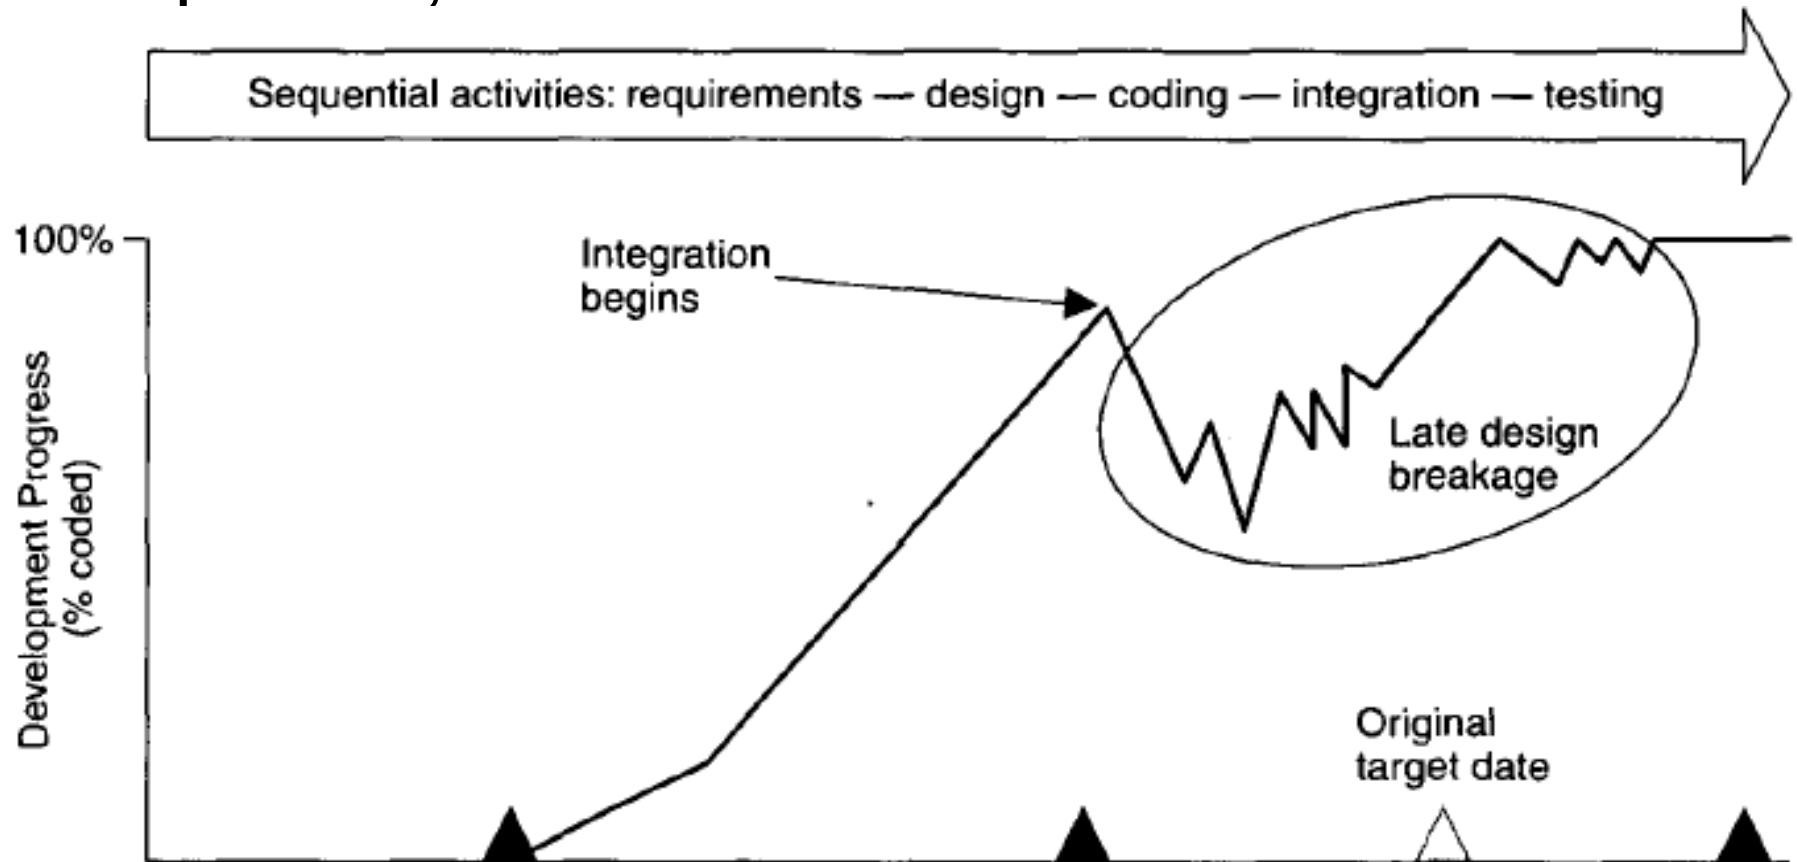 Sequential activities: requirements — design — coding — integration — testing
100%
Integration
begins
Late design
breakage
Development Progress
(% coded)
Original
target date